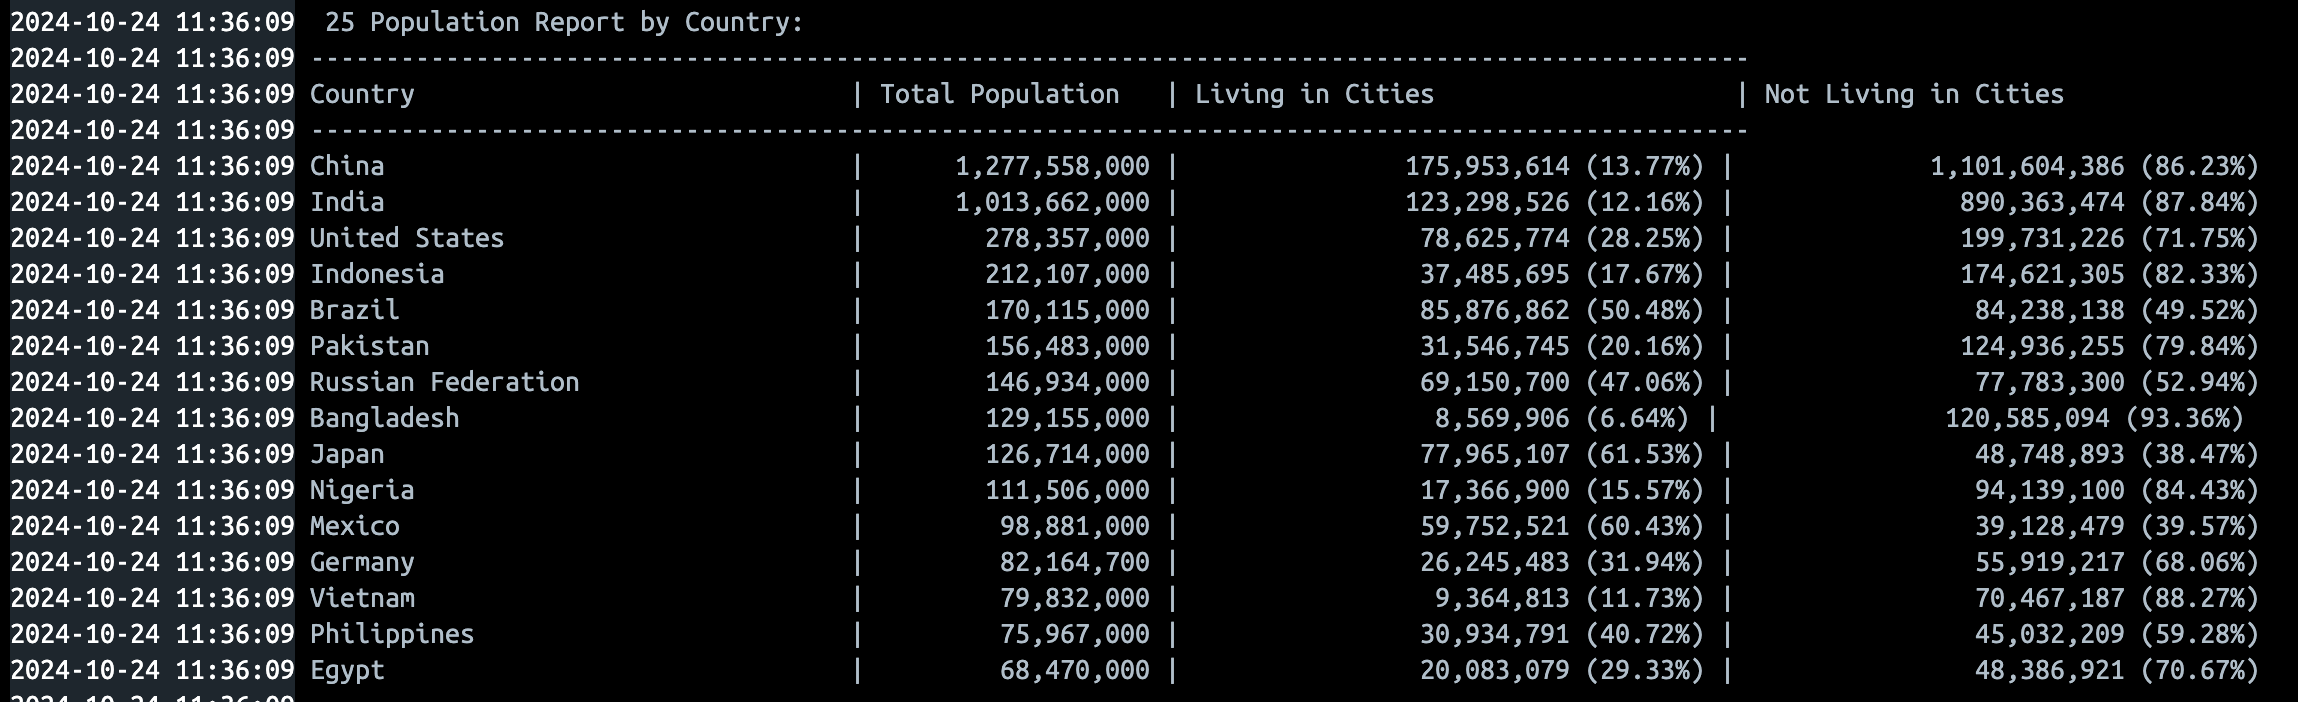 2024-10-24 11:36:09 25 Population Report by Country:
2024-10-24 11:36:09 ------------------------------------------------------------------------------------------------
2024-10-24 11:36:09 Country | Total Population | Living in Cities | Not Living in Cities
2024-10-24 11:36:09 ------------------------------------------------------------------------------------------------
2024-10-24 11:36:09 China | 1,277,558,000 | 175,953,614 (13.77%) | 1,101,604,386 (86.23%)
2024-10-24 11:36:09 India | 1,013,662,000 | 123,298,526 (12.16%) | 890,363,474 (87.84%)
2024-10-24 11:36:09 United States | 278,357,000 | 78,625,774 (28.25%) | 199,731,226 (71.75%)
2024-10-24 11:36:09 Indonesia | 212,107,000 | 37,485,695 (17.67%) | 174,621,305 (82.33%)
2024-10-24 11:36:09 Brazil | 170,115,000 | 85,876,862 (50.48%) | 84,238,138 (49.52%)
2024-10-24 11:36:09 Pakistan | 156,483,000 | 31,546,745 (20.16%) | 124,936,255 (79.84%)
2024-10-24 11:36:09 Russian Federation | 146,934,000 | 69,150,700 (47.06%) | 77,783,300 (52.94%)
2024-10-24 11:36:09 Bangladesh | 129,155,000 | 8,569,906 (6.64%) | 120,585,094 (93.36%)
2024-10-24 11:36:09 Japan | 126,714,000 | 77,965,107 (61.53%) | 48,748,893 (38.47%)
2024-10-24 11:36:09 Nigeria | 111,506,000 | 17,366,900 (15.57%) | 94,139,100 (84.43%)
2024-10-24 11:36:09 Mexico | 98,881,000 | 59,752,521 (60.43%) | 39,128,479 (39.57%)
2024-10-24 11:36:09 Germany | 82,164,700 | 26,245,483 (31.94%) | 55,919,217 (68.06%)
2024-10-24 11:36:09 Vietnam | 79,832,000 | 9,364,813 (11.73%) | 70,467,187 (88.27%)
2024-10-24 11:36:09 Philippines | 75,967,000 | 30,934,791 (40.72%) | 45,032,209 (59.28%)
2024-10-24 11:36:09 Egypt | 68,470,000 | 20,083,079 (29.33%) | 48,386,921 (70.67%)